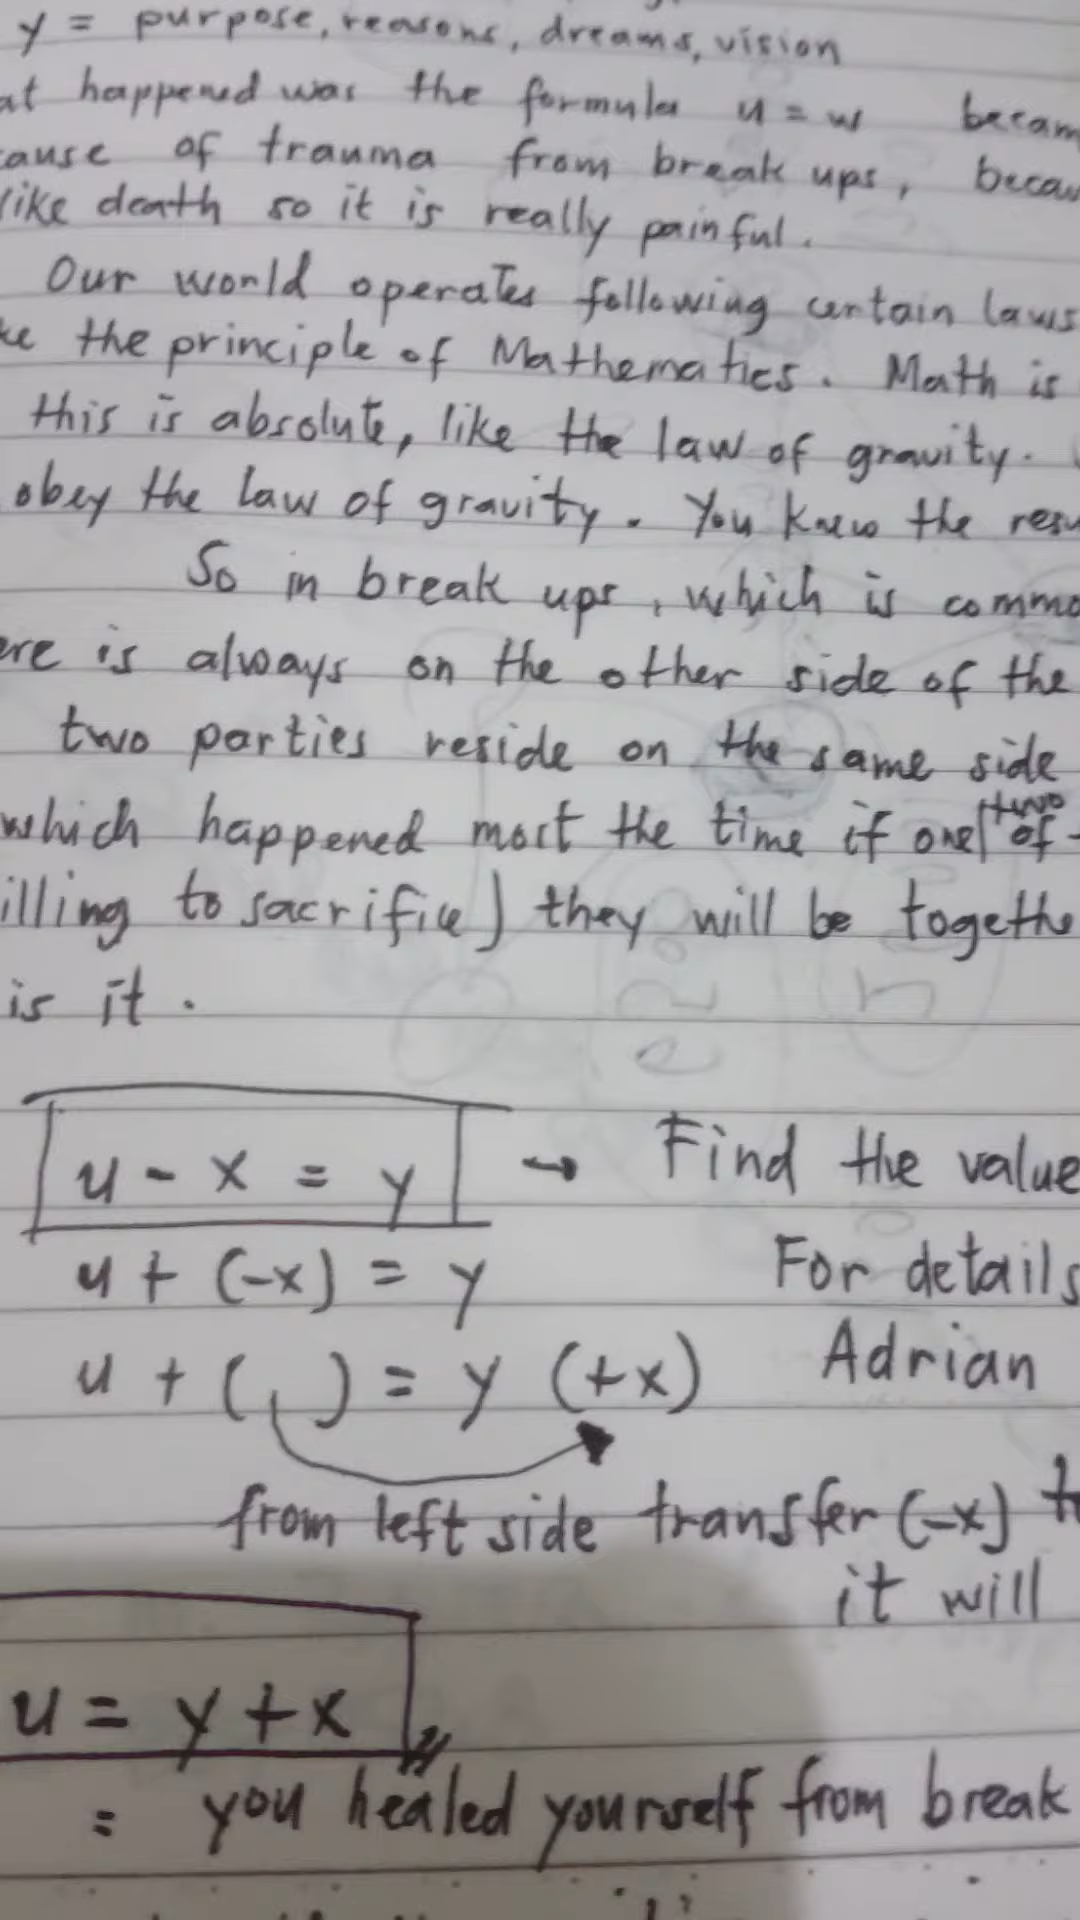 y = purpose, reasons, dreams, vision
at happened was the formula u = w becam
cause of trauma from break ups, becau
like death so it is really painful.
Our world operates following certain laws
ke the principle of Mathematics. Math is
this is absolute, like the law of gravity.
obey the law of gravity. You know the resu
So in break ups, which is commo
ere is always on the other side of the
two parties reside on the same side
which happened most the time if one two of
illing to sacrifice) they will be togethe
is it.
u - x = y → Find the value
u + (-x) = y For details
u + ( ) = y (+x) Adrian
from left side transfer (-x) t
it will
u = y + x
= you healed yourself from break